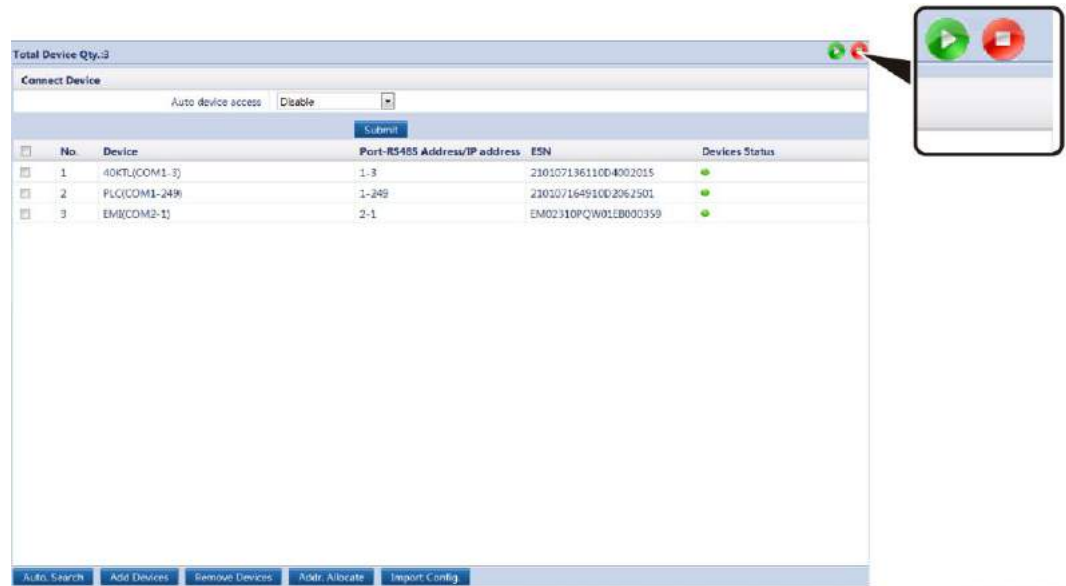 Total Device Qty.:3
Connect Device
Auto device access Disable
Submit
No. Device Port-RS485 Address/IP address ESN Devices Status
1 40KTL(COM1-3) 1-3 210107136110D4002015
2 PLC(COM1-249) 1-249 210107164910D2062501
3 EMI(COM2-1) 2-1 EM02310PQW01EB000359
Auto. Search Add Devices Remove Devices Addr. Allocate Import Config.